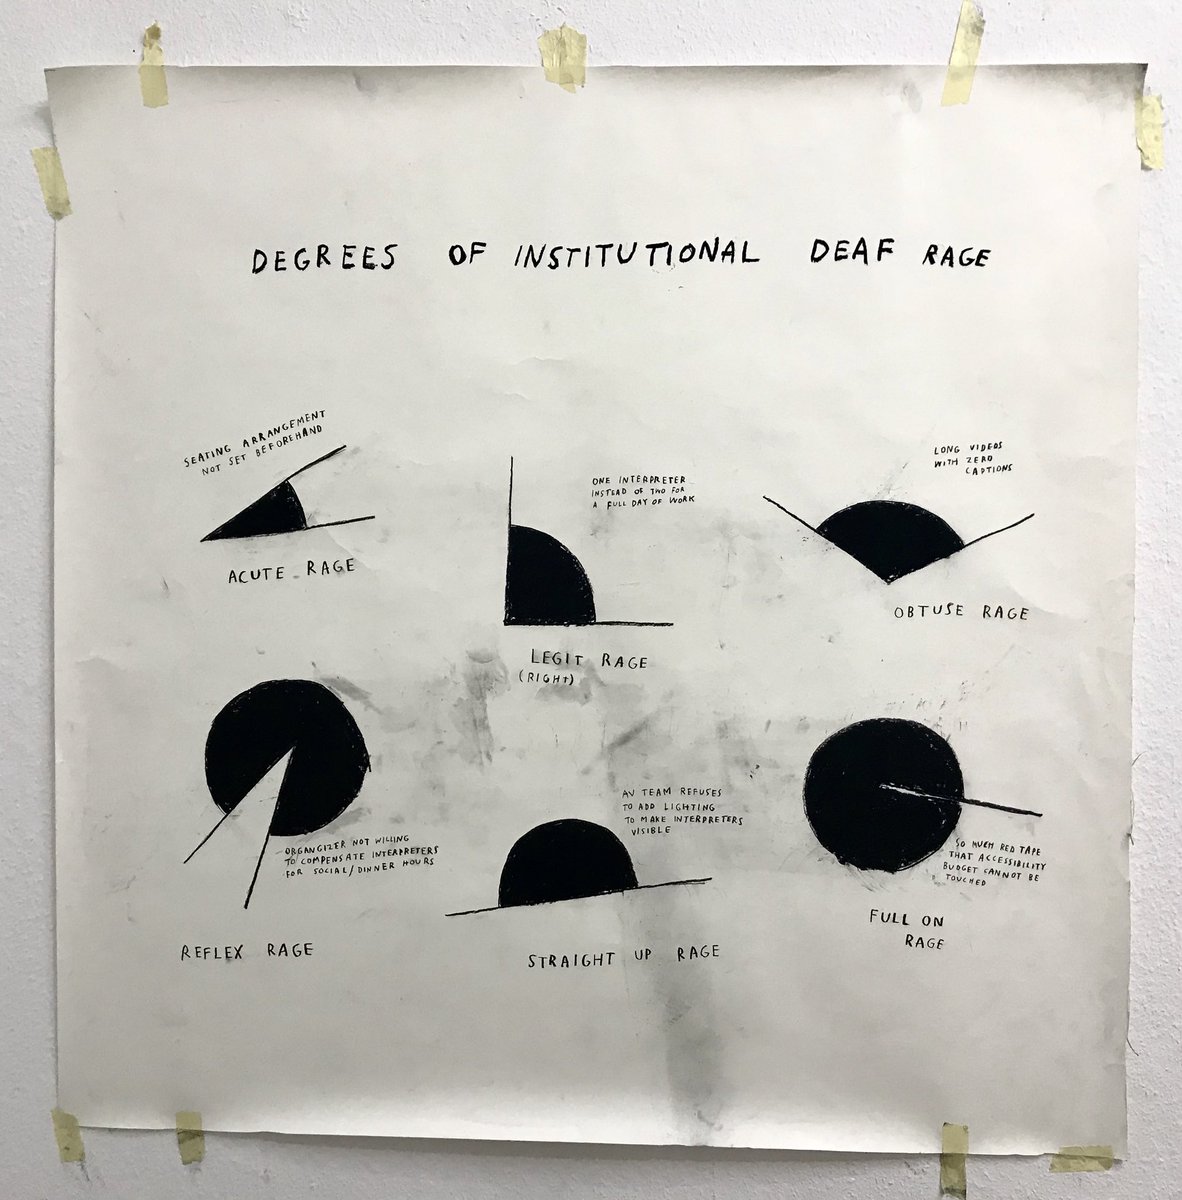 DEGREES OF INSTITUTIONAL DEAF RAGE
SEATING ARRANGEMENT
NOT SET BEFOREHAND
ACUTE RAGE
ONE INTERPRETER
INSTEAD OF TWO FOR
A FULL DAY OF WORK
LEGIT RAGE
(RIGHT)
LONG VIDEOS
WITH ZERO
CAPTIONS
OBTUSE RAGE
ORGANGIZER NOT WILLING
TO COMPENSATE INTERPRETERS
FOR SOCIAL/DINNER HOURS
REFLEX RAGE
AV TEAM REFUSES
TO ADD LIGHTING
TO MAKE INTERPRETERS
VISIBLE
STRAIGHT UP RAGE
SO MUCH RED TAPE
THAT ACCESSIBILITY
BUDGET CANNOT BE
TOUCHED
FULL ON
RAGE